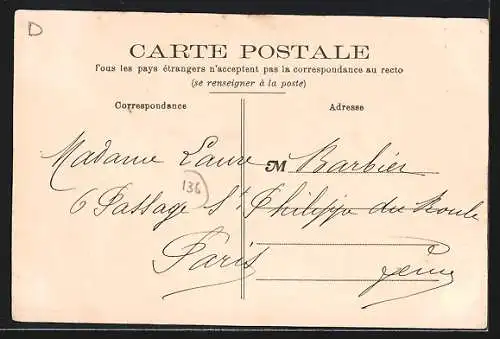 D
CARTE POSTALE
Tous les pays étrangers n'acceptent pas la correspondance au recto
(se renseigner à la poste)
Correspondance
Adresse
Madame Laure M Barbier
136
6 Passage St Philippe du Roule
Paris